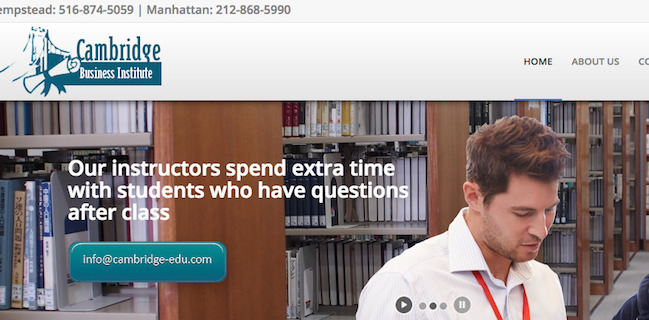 empstead: 516-874-5059 | Manhattan: 212-868-5990
Cambridge
Business Institute
HOME ABOUT US CO
Our instructors spend extra time
with students who have questions
after class
info@cambridge-edu.com